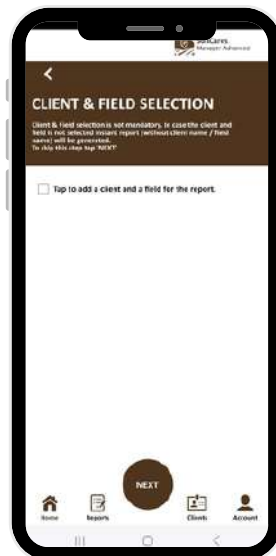 Manager Advanced
CLIENT & FIELD SELECTION
Client & Field selection is not mandatory. In case the client and
field is not selected instant report (without client name / field
name) will be generated.
To skip this step tap 'NEXT'
Tap to add a client and a field for the report.
NEXT
Home Reports Clients Account